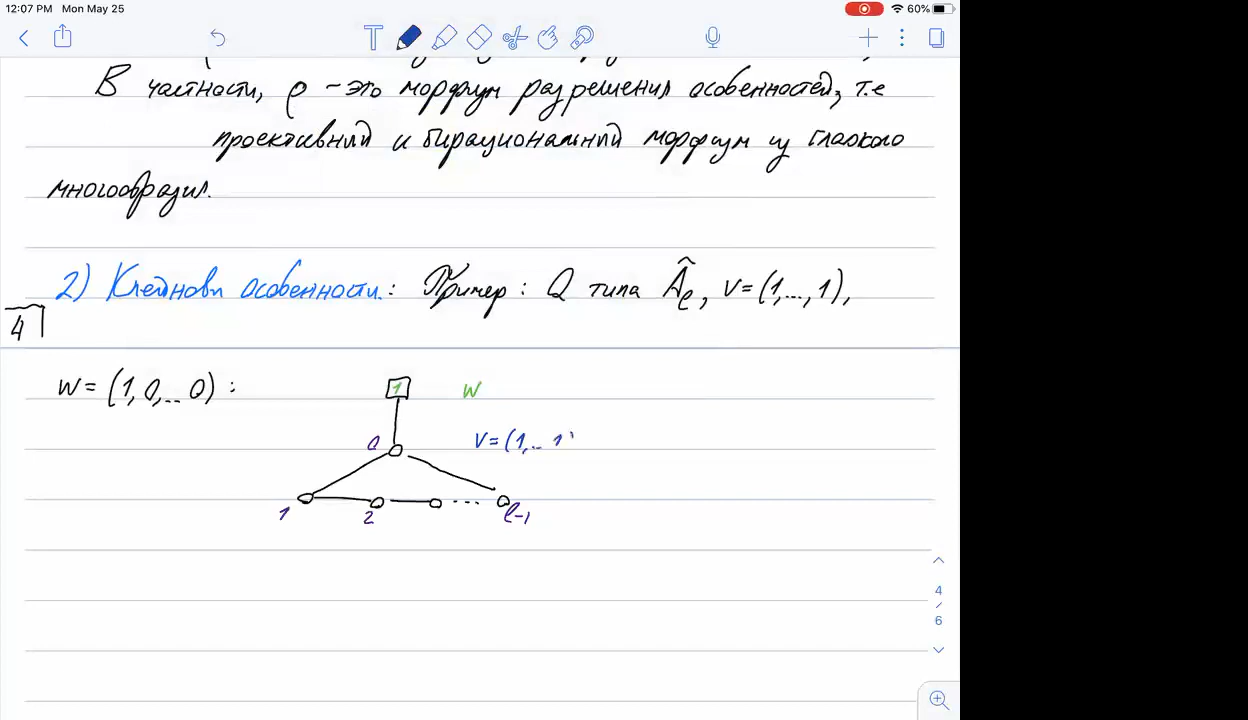 12:07 PM Mon May 25
60%
В частности, ρ – это морфизм разрешения особенностей, т.е
проективный и бирациональный морфизм из гладкого
многообразия.
2) Клейновы особенности: Пример: Q типа Â_ℓ, v=(1,...,1),
4
w = (1,0,...0) :
1 w
0 v=(1,...1)
1 2 ... ℓ-1
4
/
6